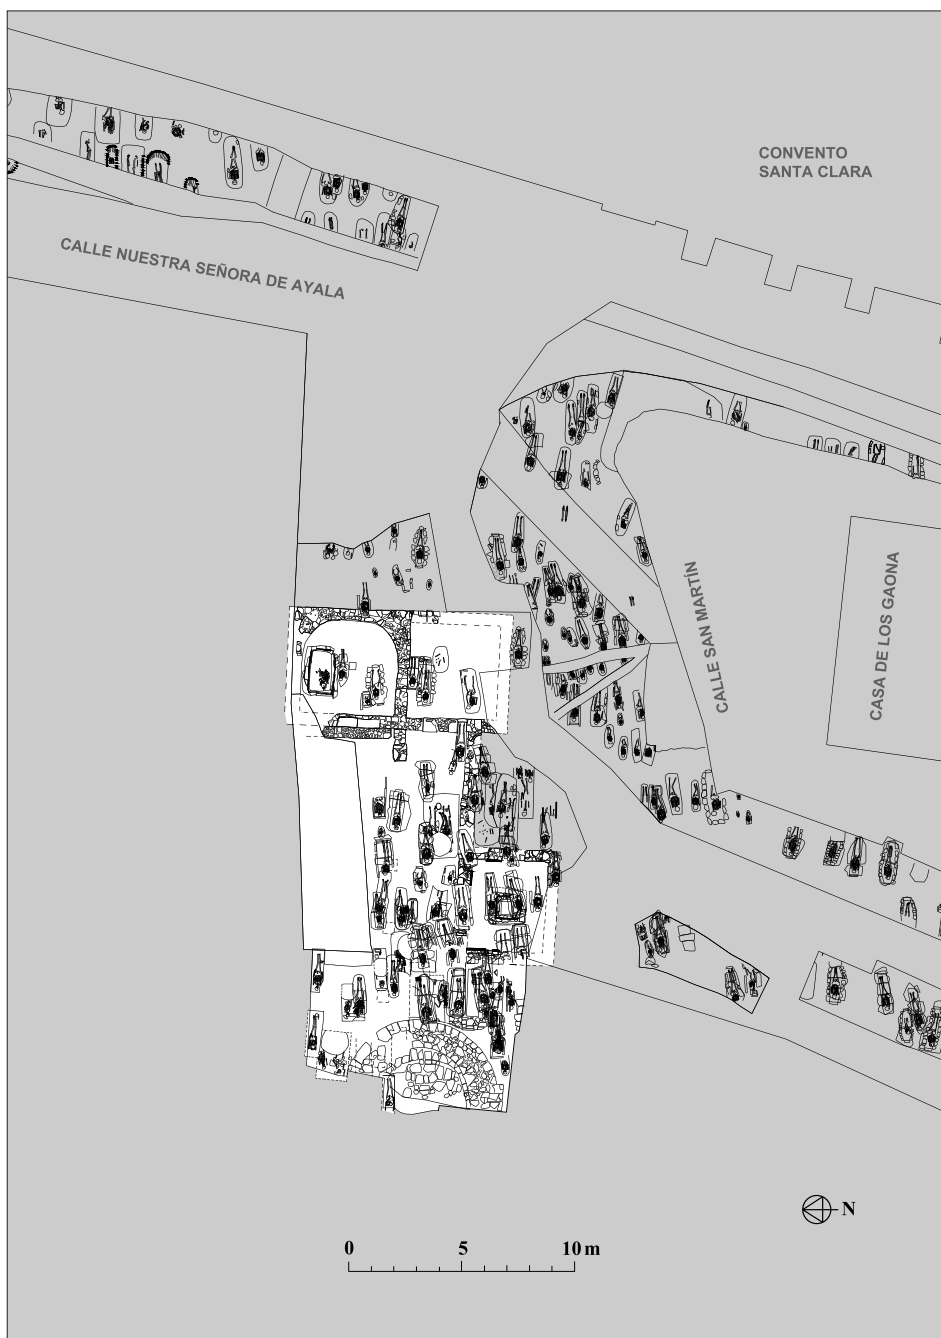 CONVENTO
SANTA CLARA
CALLE NUESTRA SEÑORA DE AYALA
CALLE SAN MARTÍN
CASA DE LOS GAONA
N
0 5 10 m